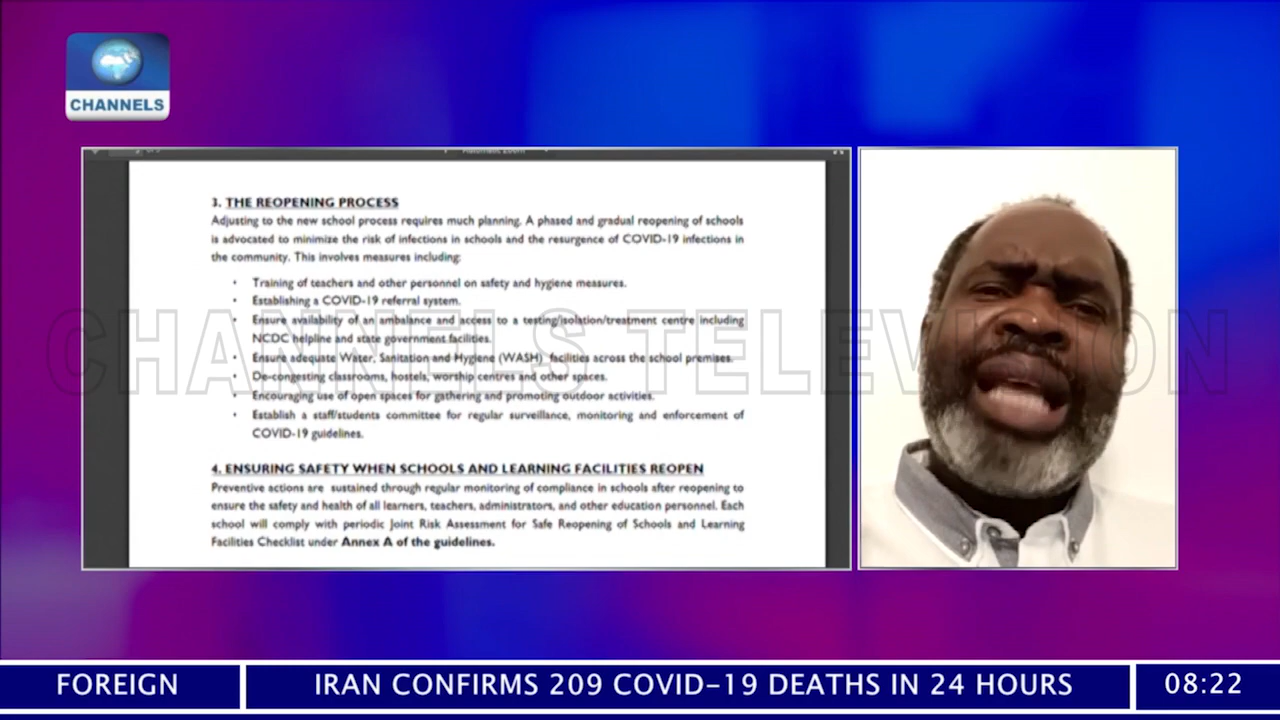 CHANNELS
3. THE REOPENING PROCESS
Adjusting to the new school process requires much planning. A phased and gradual reopening of schools
is advocated to minimize the risk of infections in schools and the resurgence of COVID-19 infections in
the community. This involves measures including:
• Training of teachers and other personnel on safety and hygiene measures.
• Establishing a COVID-19 referral system.
• Ensure availability of an ambulance and access to a testing/isolation/treatment centre including
NCDC helpline and state government facilities.
• Ensure adequate Water, Sanitation and Hygiene (WASH) facilities across the school premises.
• De-congesting classrooms, hostels, worship centres and other spaces.
• Encouraging use of open spaces for gathering and promoting outdoor activities.
• Establish a staff/students committee for regular surveillance, monitoring and enforcement of
COVID-19 guidelines.
4. ENSURING SAFETY WHEN SCHOOLS AND LEARNING FACILITIES REOPEN
Preventive actions are sustained through regular monitoring of compliance in schools after reopening to
ensure the safety and health of all learners, teachers, administrators, and other education personnel. Each
school will comply with periodic Joint Risk Assessment for Safe Reopening of Schools and Learning
Facilities Checklist under Annex A of the guidelines.
CHANNELS TELEVISION
FOREIGN
IRAN CONFIRMS 209 COVID-19 DEATHS IN 24 HOURS
08:22